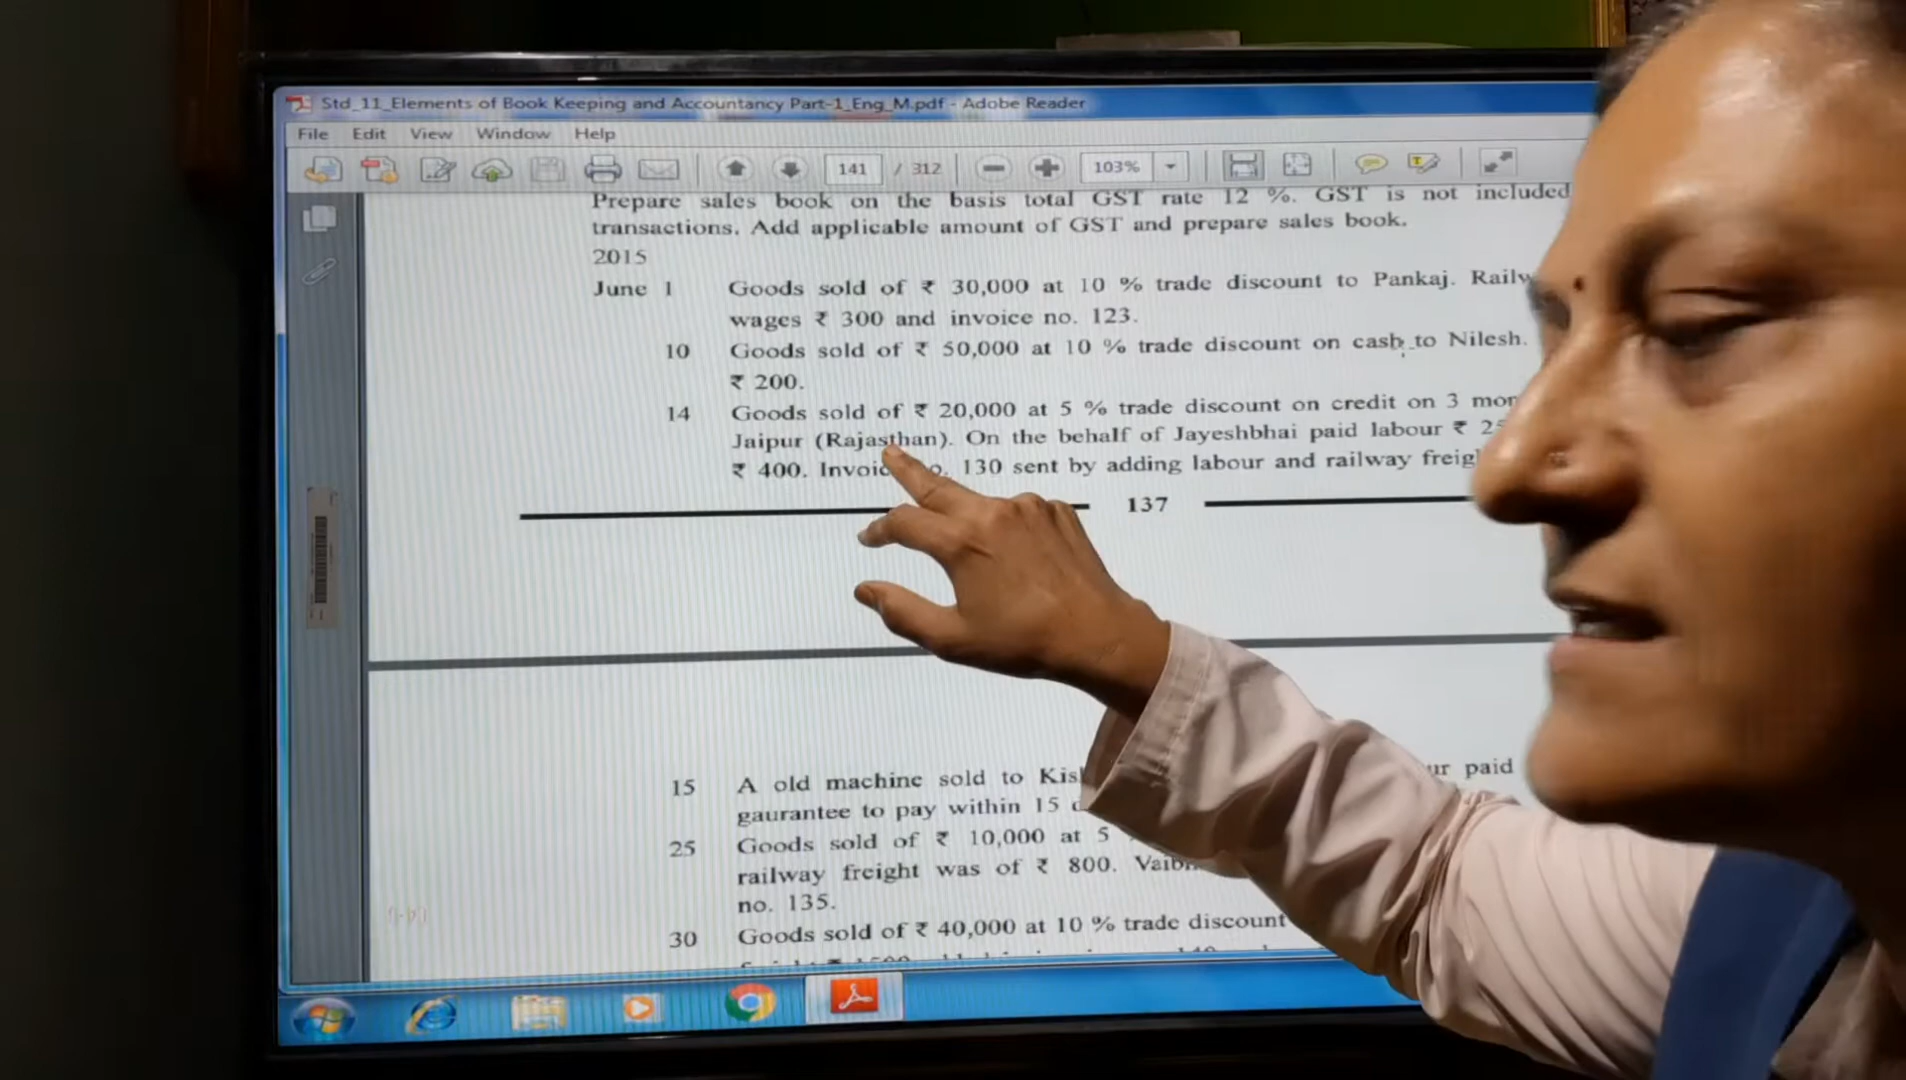 Std_11_Elements of Book Keeping and Accountancy Part-1_Eng_M.pdf - Adobe Reader
File Edit View Window Help
141 / 312 103%
Prepare sales book on the basis total GST rate 12 %. GST is not included
transactions. Add applicable amount of GST and prepare sales book.
2015
June 1 Goods sold of ₹ 30,000 at 10 % trade discount to Pankaj.
wages ₹ 300 and invoice no. 123.
10 Goods sold of ₹ 50,000 at 10 % trade discount on cash to Nilesh.
₹ 200.
14 Goods sold of ₹ 20,000 at 5 % trade discount on credit on 3
Jaipur (Rajasthan). On the behalf of Jayeshbhai paid labour ₹
₹ 400. 130 sent by adding labour and railway
137
15 A old machine sold to paid
gaurantee to pay within 15
25 Goods sold of ₹ 10,000 at 5
railway freight was of ₹ 800.
no. 135.
30 Goods sold of ₹ 40,000 at 10 % trade discount